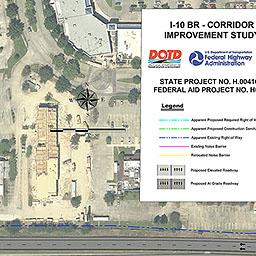 I-10 BR - CORRIDOR
IMPROVEMENT STUDY
DOTD
U.S. Department of Transportation
Federal Highway
Administration
STATE PROJECT NO. H.0041
FEDERAL AID PROJECT NO. H
Legend
Apparent Proposed Required Right of W
Apparent Proposed Construction Servitu
Apparent Existing Right of Way
Existing Noise Barrier
Relocated Noise Barrier
Proposed Elevated Roadway
Proposed At Grade Roadway